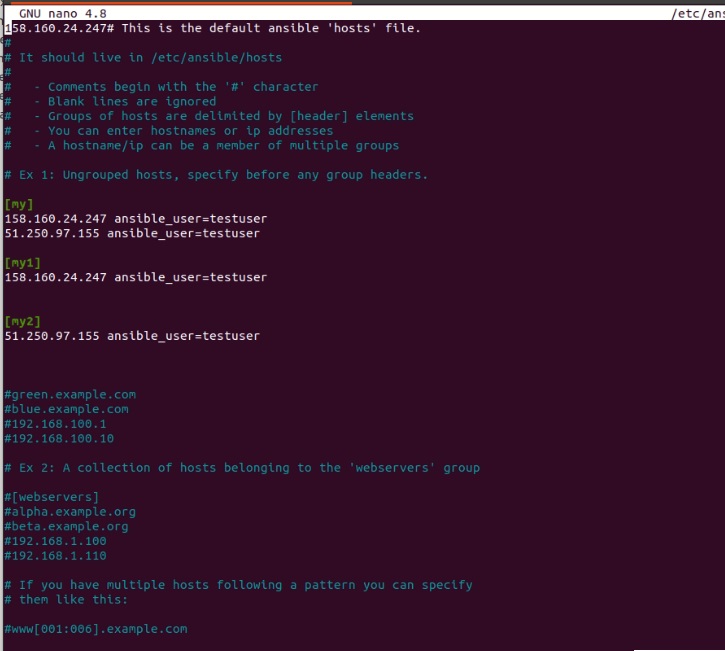 GNU nano 4.8 /etc/ans
158.160.24.247# This is the default ansible 'hosts' file.
#
# It should live in /etc/ansible/hosts
#
#   - Comments begin with the '#' character
#   - Blank lines are ignored
#   - Groups of hosts are delimited by [header] elements
#   - You can enter hostnames or ip addresses
#   - A hostname/ip can be a member of multiple groups
# Ex 1: Ungrouped hosts, specify before any group headers.
[my]
158.160.24.247 ansible_user=testuser
51.250.97.155 ansible_user=testuser
[my1]
158.160.24.247 ansible_user=testuser
[my2]
51.250.97.155 ansible_user=testuser
#green.example.com
#blue.example.com
#192.168.100.1
#192.168.100.10
# Ex 2: A collection of hosts belonging to the 'webservers' group
#[webservers]
#alpha.example.org
#beta.example.org
#192.168.1.100
#192.168.1.110
# If you have multiple hosts following a pattern you can specify
# them like this:
#www[001:006].example.com